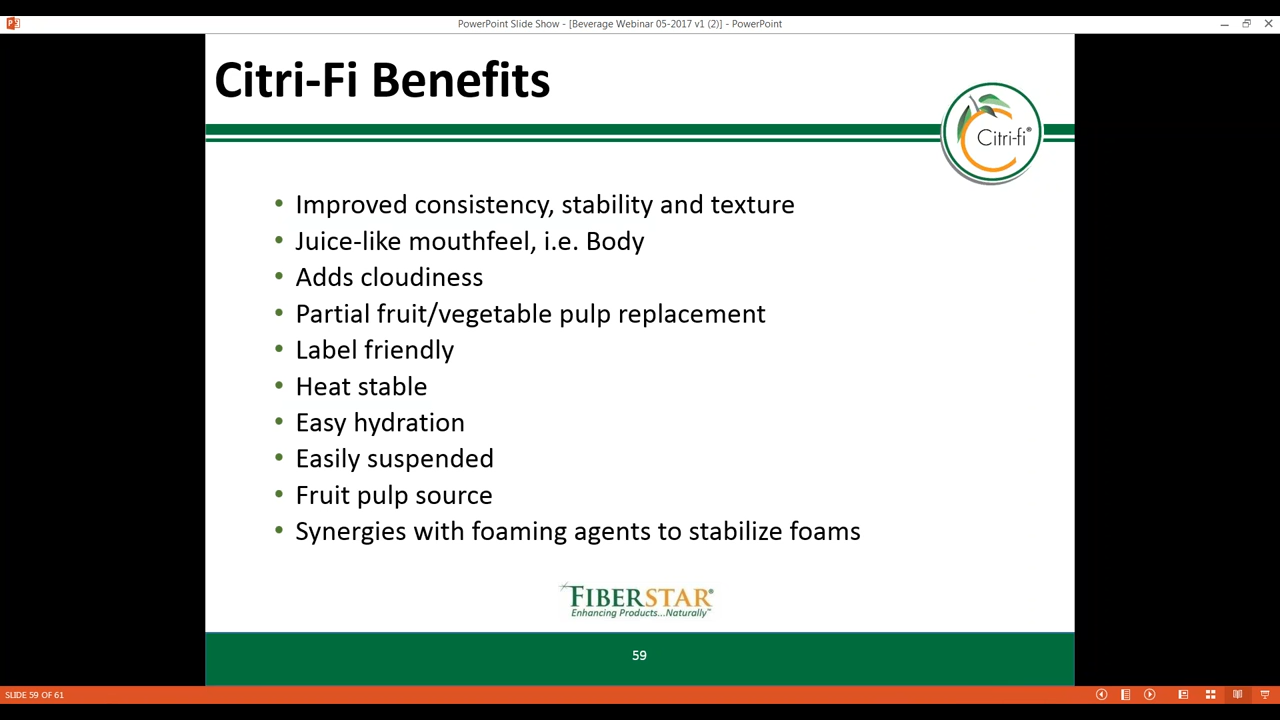 PowerPoint Slide Show - [Beverage Webinar 05-2017 v1 (2)] - PowerPoint
Citri-Fi Benefits
Citri-fi®
• Improved consistency, stability and texture
• Juice-like mouthfeel, i.e. Body
• Adds cloudiness
• Partial fruit/vegetable pulp replacement
• Label friendly
• Heat stable
• Easy hydration
• Easily suspended
• Fruit pulp source
• Synergies with foaming agents to stabilize foams
FIBERSTAR®
Enhancing Products...Naturally™
59
SLIDE 59 OF 61